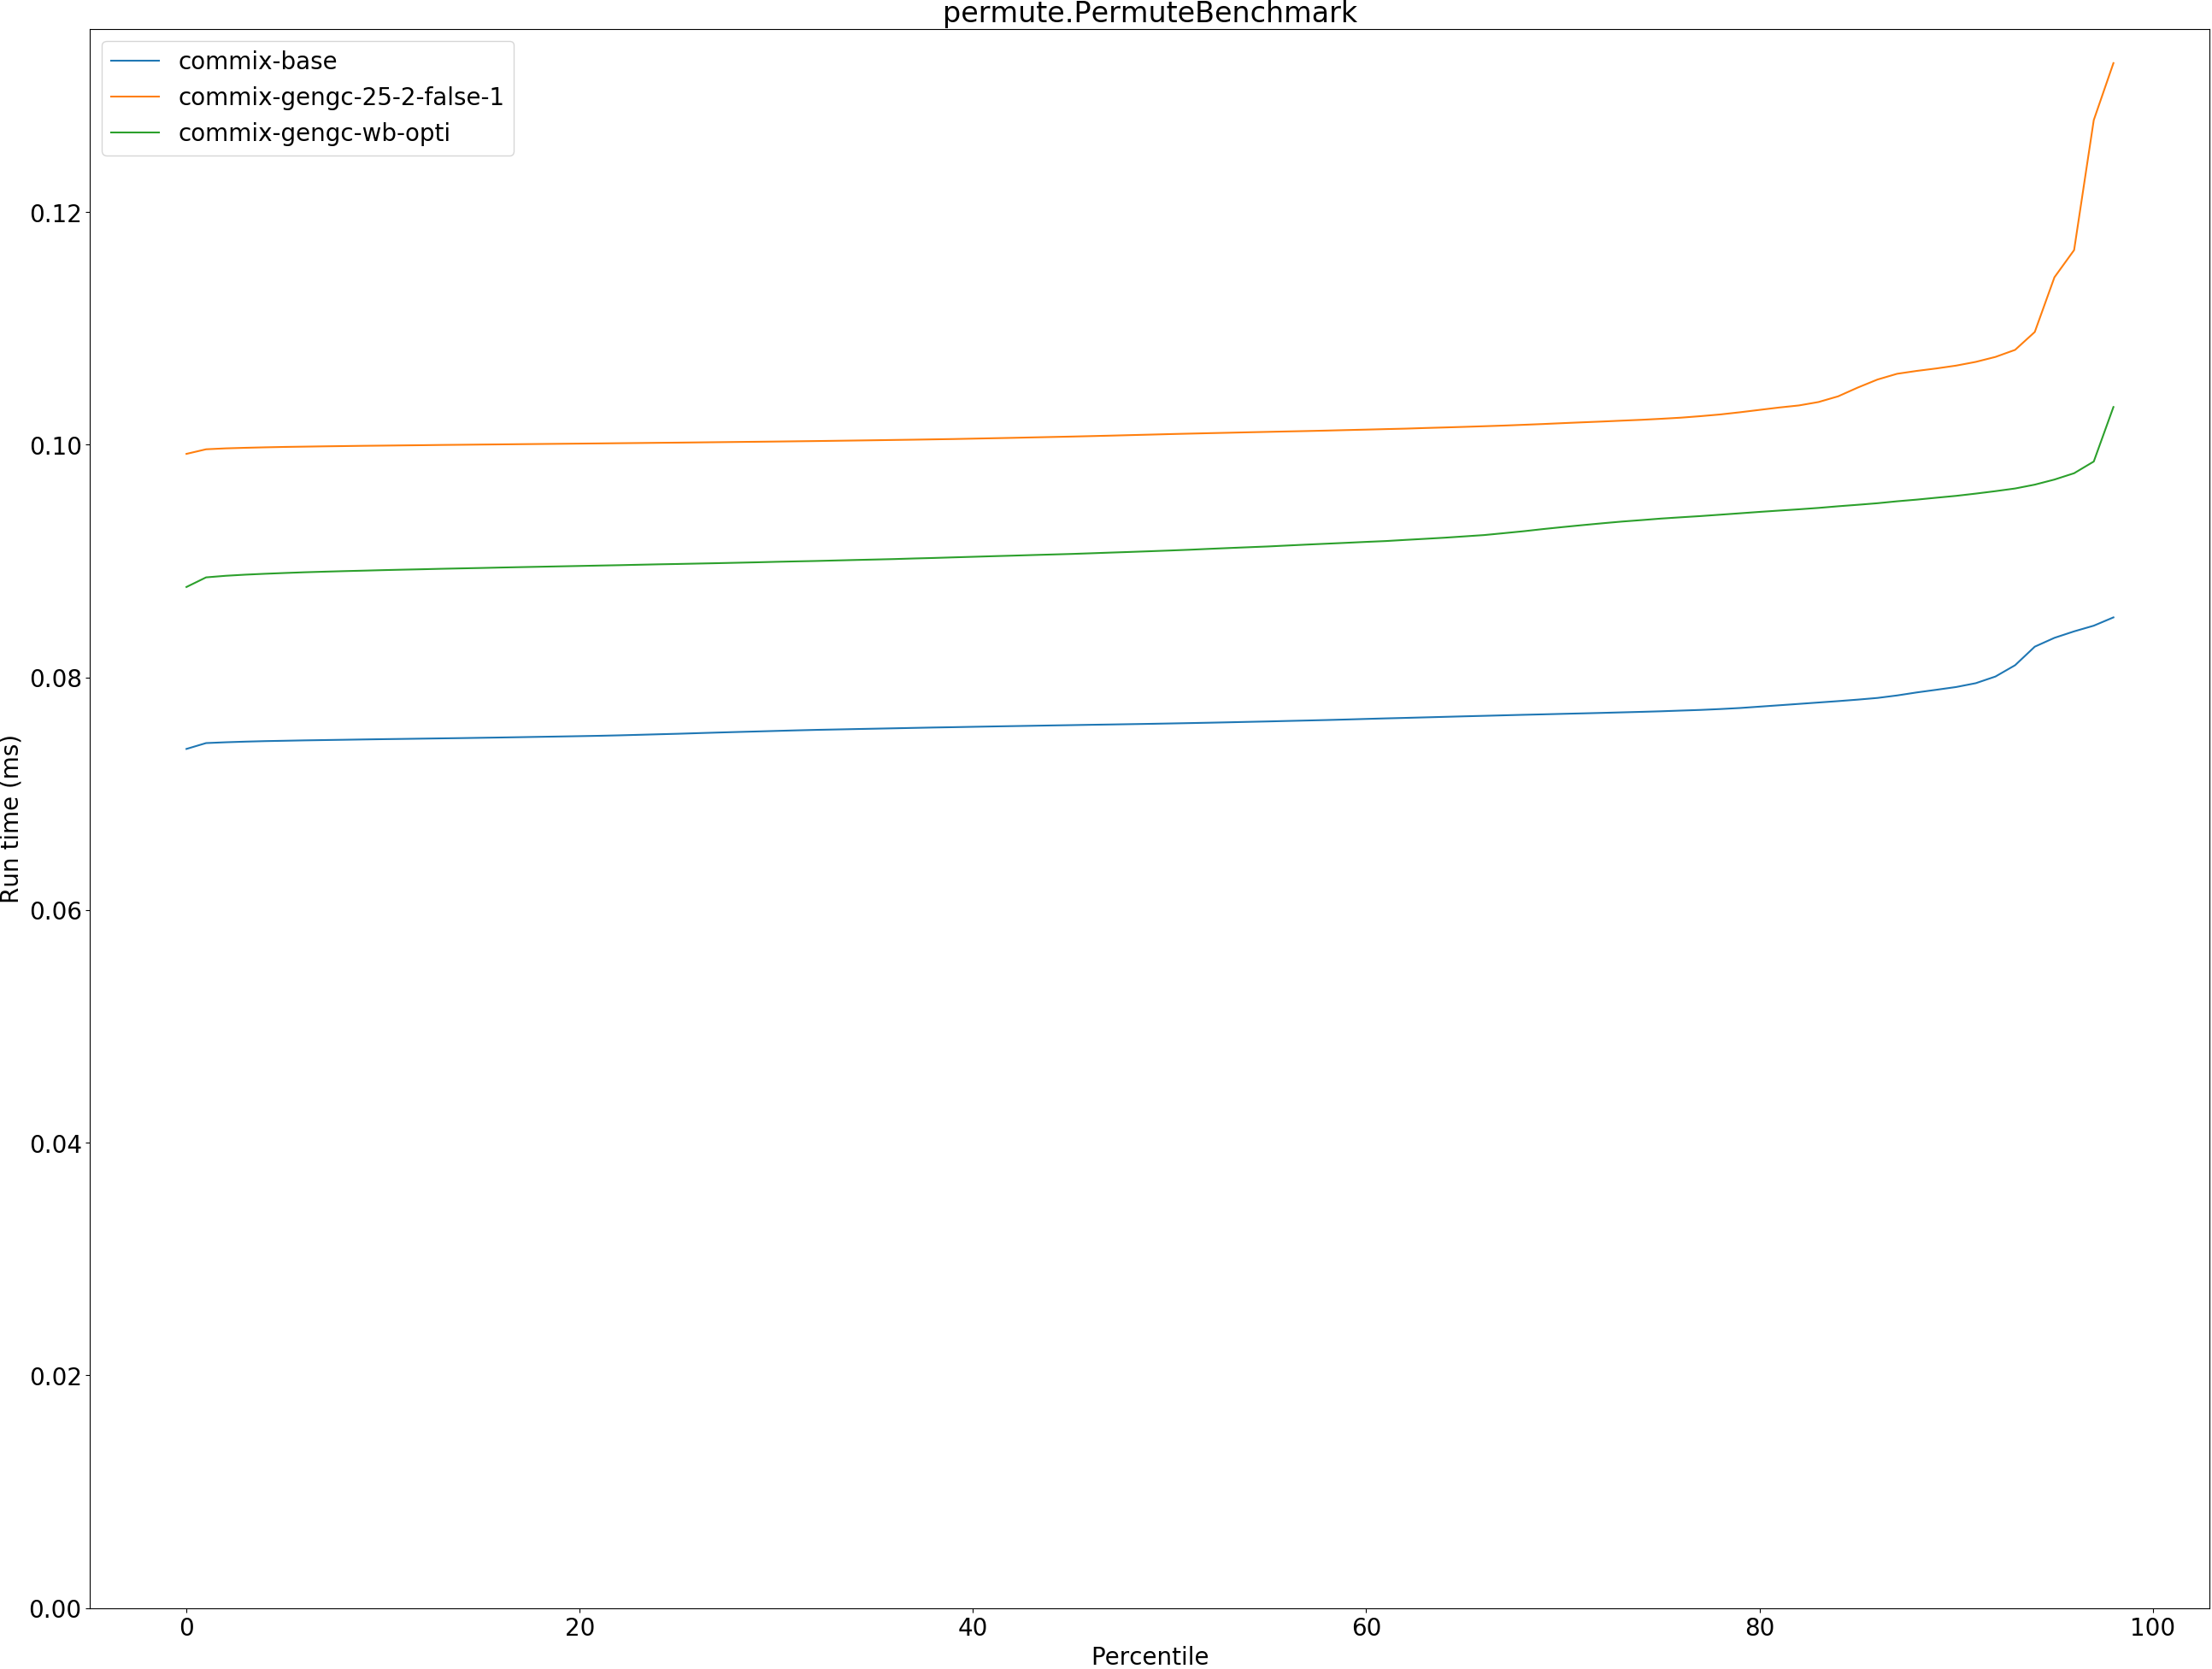 permute.PermuteBenchmark
commix-base
commix-gengc-25-2-false-1
commix-gengc-wb-opti
0.12
0.10
0.08
0.06
0.04
0.02
0.00
Run time (ms)
0 20 40 60 80 100
Percentile